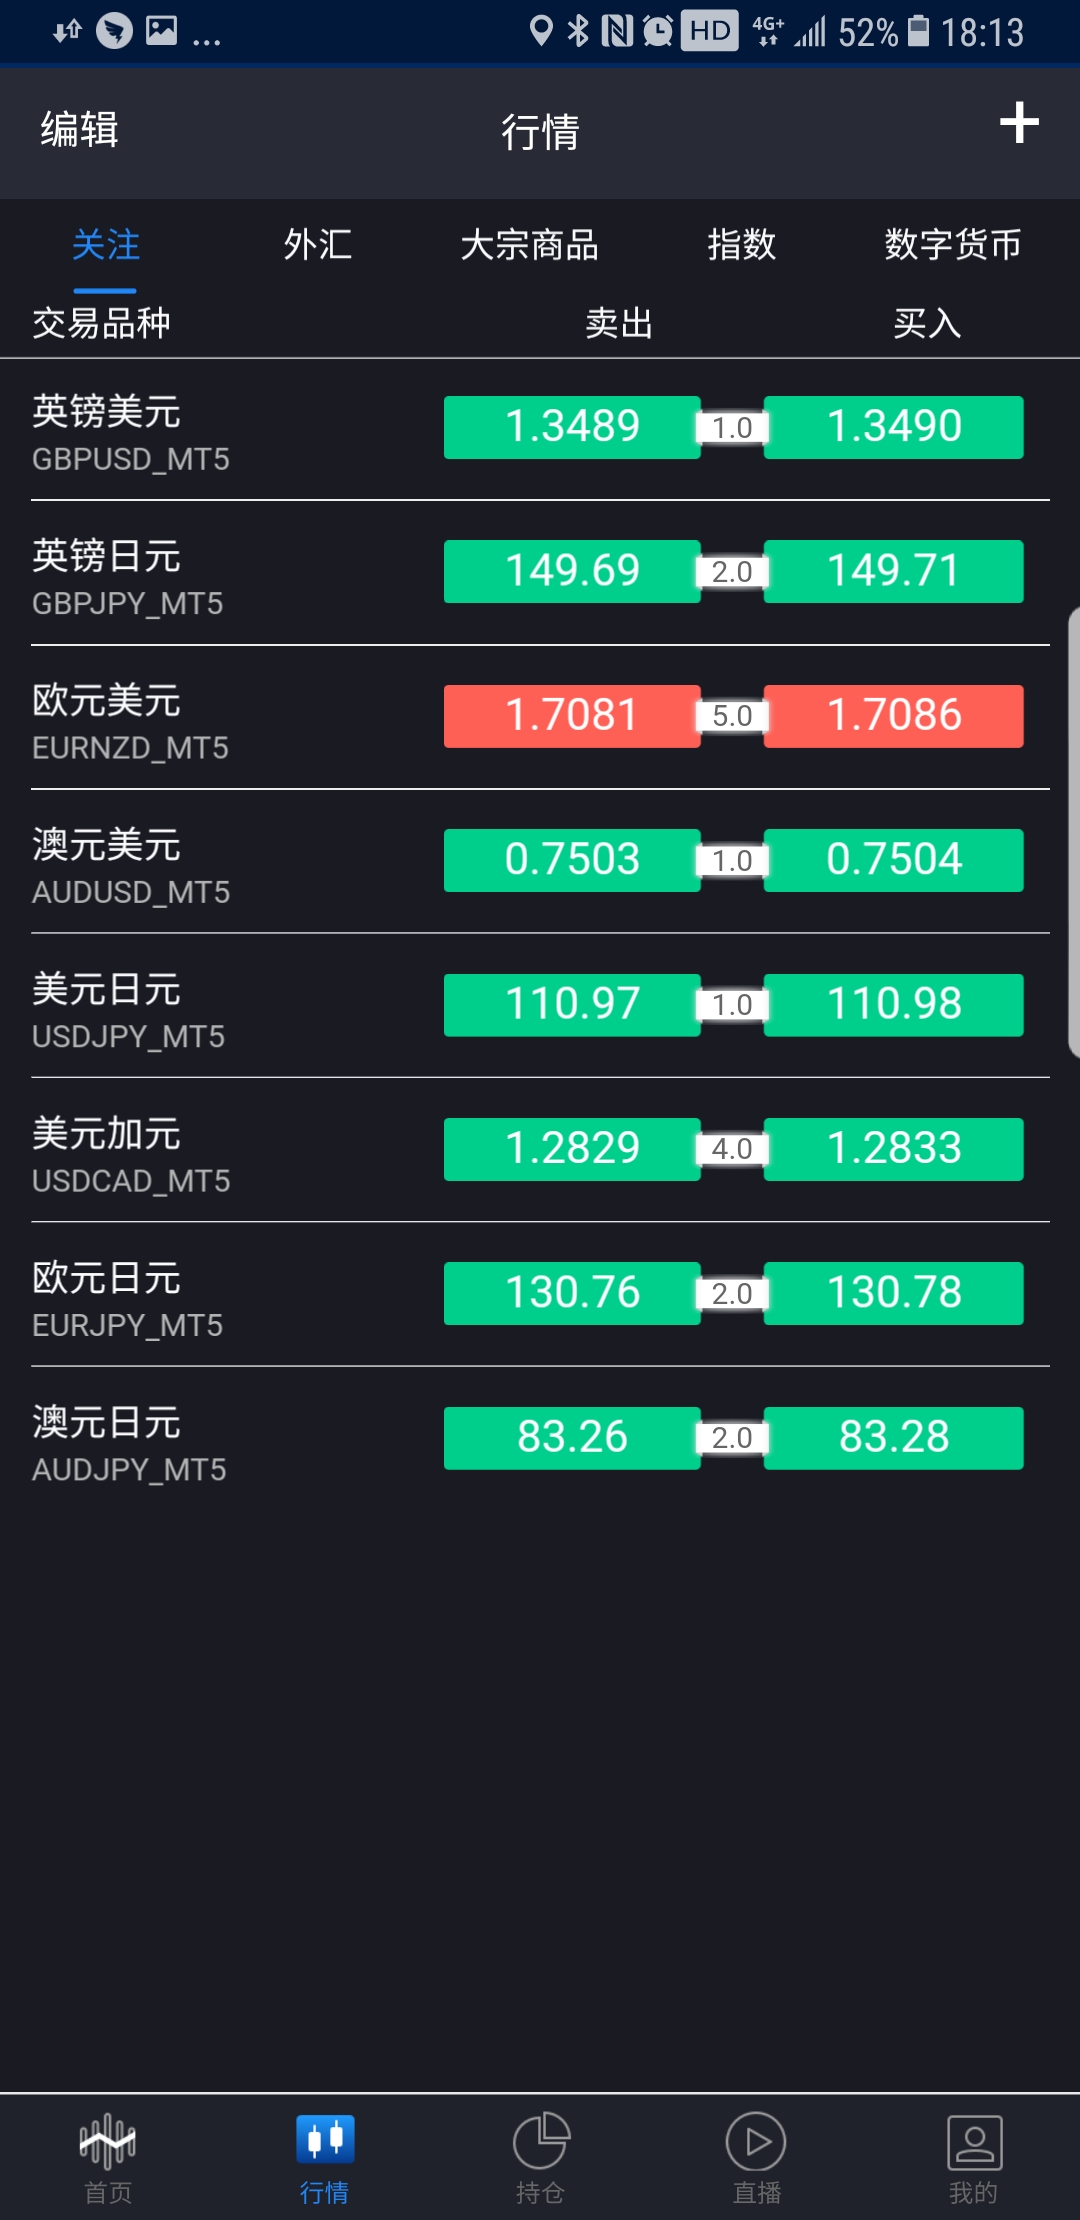 ... HD 4G+ 52% 18:13
编辑 行情 +
关注 外汇 大宗商品 指数 数字货币
交易品种 卖出 买入
英镑美元
GBPUSD_MT5
1.3489 1.0 1.3490
英镑日元
GBPJPY_MT5
149.69 2.0 149.71
欧元美元
EURNZD_MT5
1.7081 5.0 1.7086
澳元美元
AUDUSD_MT5
0.7503 1.0 0.7504
美元日元
USDJPY_MT5
110.97 1.0 110.98
美元加元
USDCAD_MT5
1.2829 4.0 1.2833
欧元日元
EURJPY_MT5
130.76 2.0 130.78
澳元日元
AUDJPY_MT5
83.26 2.0 83.28
首页 行情 持仓 直播 我的